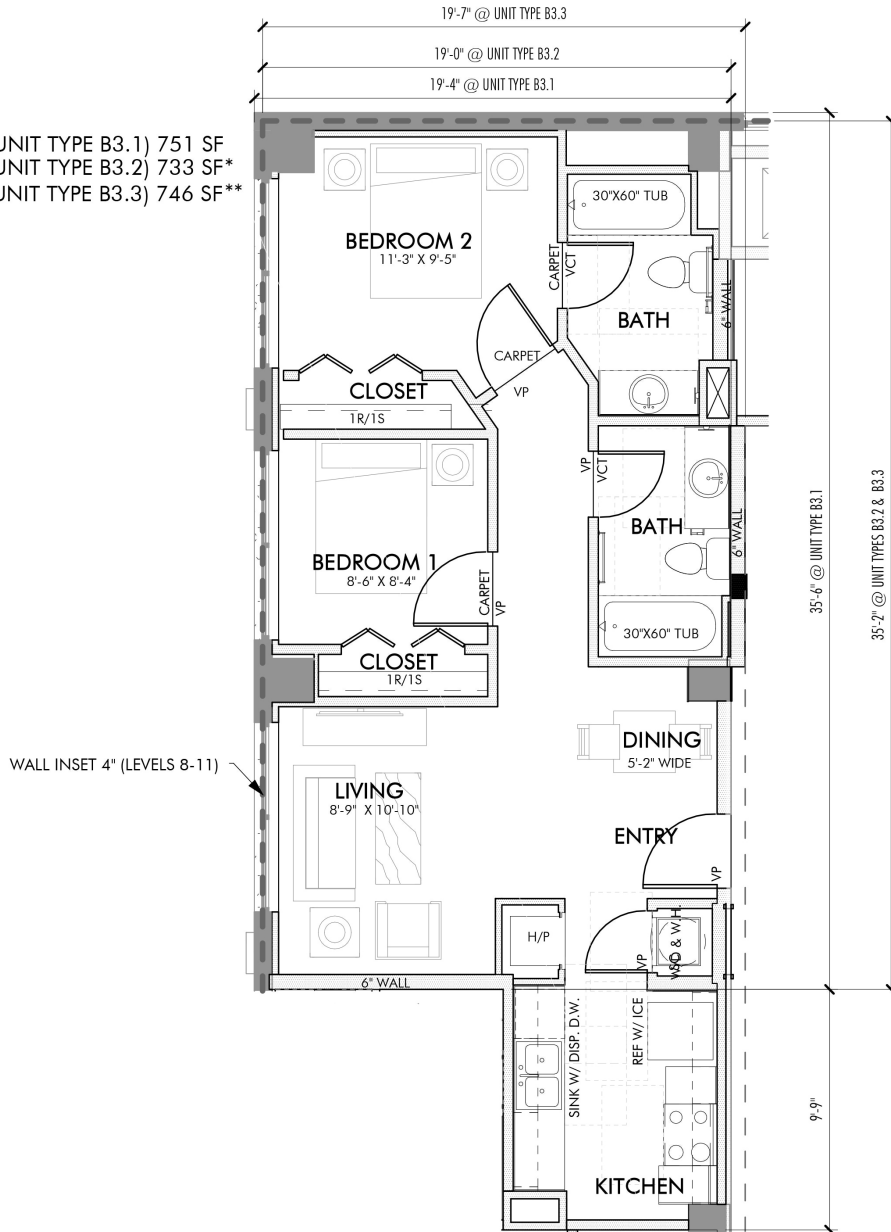 19'-7" @ UNIT TYPE B3.3
19'-0" @ UNIT TYPE B3.2
19'-4" @ UNIT TYPE B3.1
UNIT TYPE B3.1) 751 SF
UNIT TYPE B3.2) 733 SF*
UNIT TYPE B3.3) 746 SF**
30"X60" TUB
BEDROOM 2
11'-3" X 9'-5"
CARPET
VCT
BATH
6" WALL
CARPET
VP
CLOSET
1R/1S
VP
VCT
BATH
6" WALL
BEDROOM 1
8'-6" X 8'-4"
CARPET
VP
30"X60" TUB
CLOSET
1R/1S
35'-6" @ UNIT TYPE B3.1
35'-2" @ UNIT TYPES B3.2 & B3.3
WALL INSET 4" (LEVELS 8-11)
DINING
5'-2" WIDE
LIVING
8'-9" X 10'-10"
ENTRY
VP
H/P
VP
& W.H.
6" WALL
SINK W/ DISP. D.W.
REF W/ ICE
9'-9"
KITCHEN